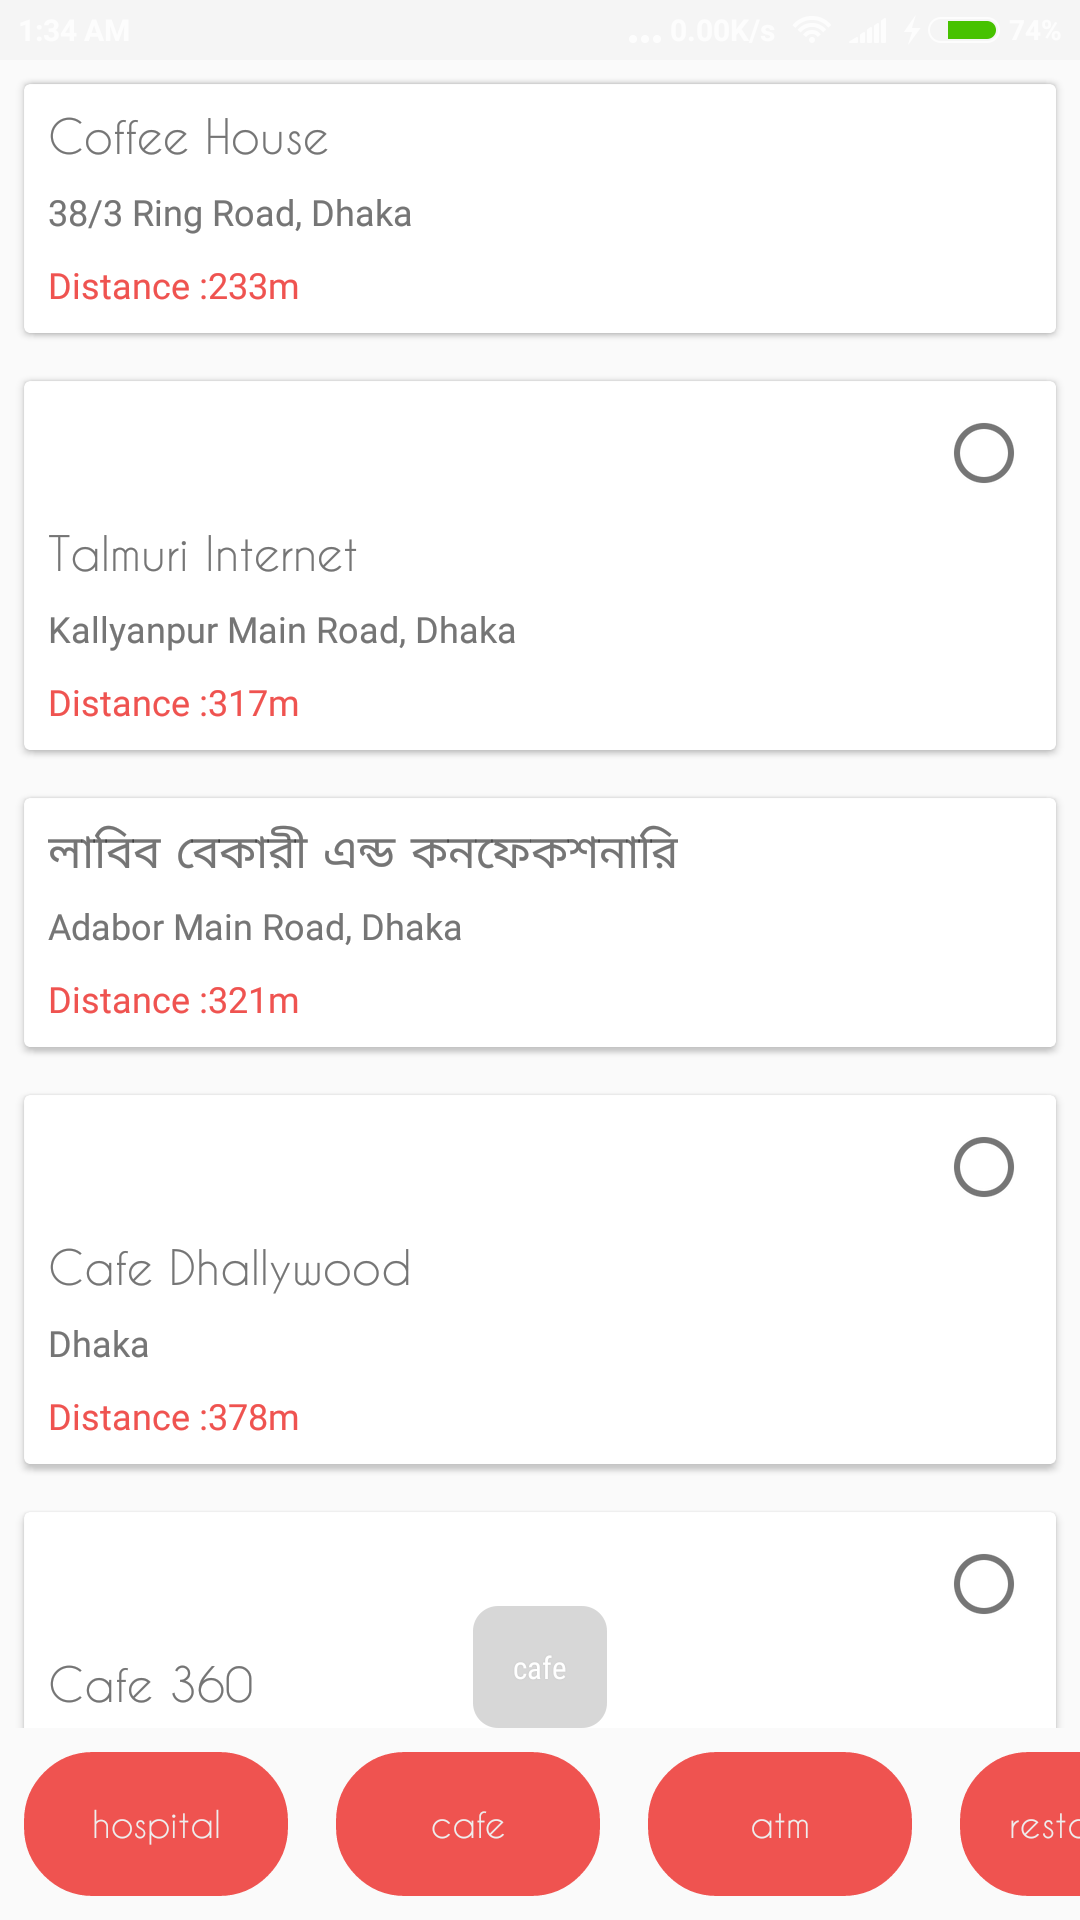 1:34 AM
... 0.00K/s
74%
Coffee House
38/3 Ring Road, Dhaka
Distance :233m
Talmuri Internet
Kallyanpur Main Road, Dhaka
Distance :317m
লাবিব বেকারী এন্ড কনফেকশনারি
Adabor Main Road, Dhaka
Distance :321m
Cafe Dhallywood
Dhaka
Distance :378m
Cafe 360
cafe
hospital
cafe
atm
resta